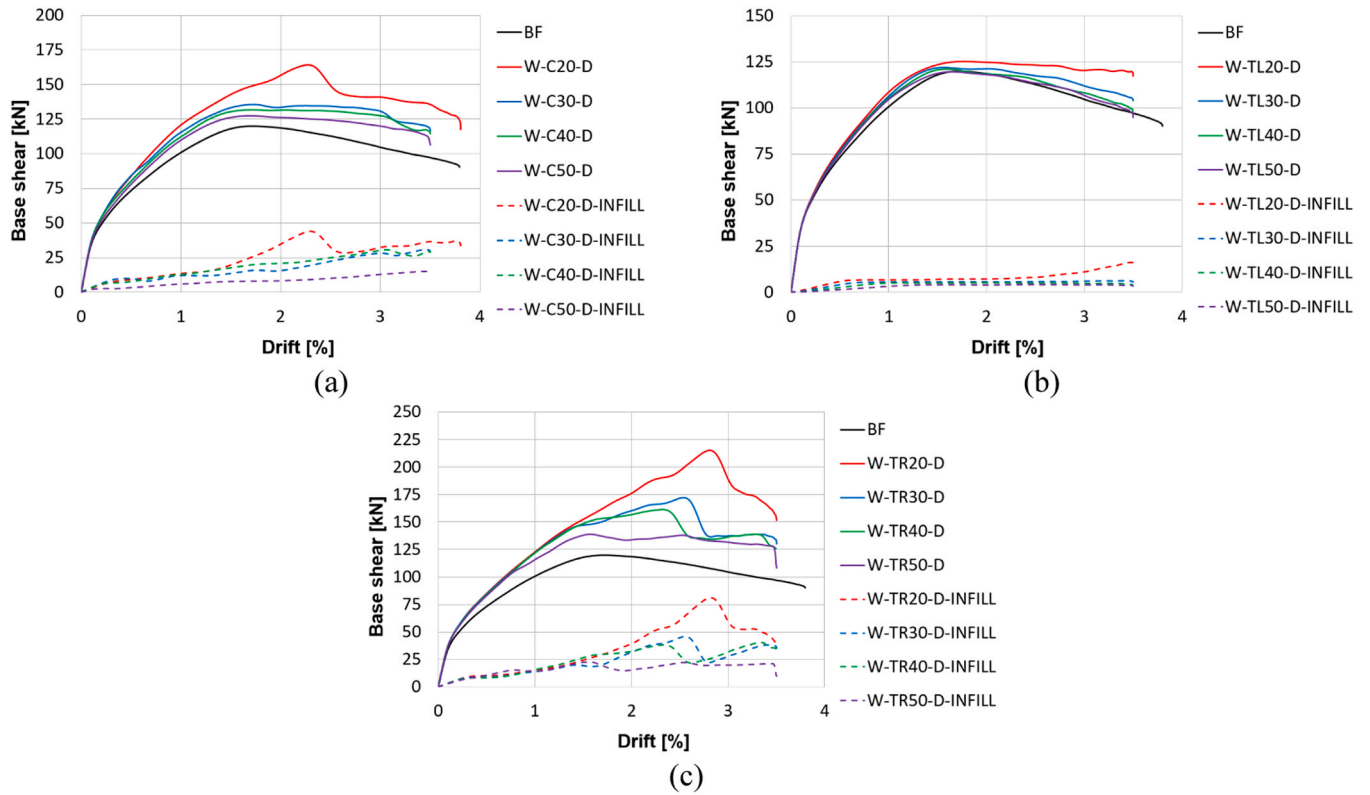 200
175
150
125
100
75
50
25
0
Base shear [kN]
0
1
2
3
4
Drift [%]
BF
W-C20-D
W-C30-D
W-C40-D
W-C50-D
W-C20-D-INFILL
W-C30-D-INFILL
W-C40-D-INFILL
W-C50-D-INFILL
(a)
150
125
100
75
50
25
0
Base shear [kN]
0
1
2
3
4
Drift [%]
BF
W-TL20-D
W-TL30-D
W-TL40-D
W-TL50-D
W-TL20-D-INFILL
W-TL30-D-INFILL
W-TL40-D-INFILL
W-TL50-D-INFILL
(b)
250
225
200
175
150
125
100
75
50
25
0
Base shear [kN]
0
1
2
3
4
Drift [%]
BF
W-TR20-D
W-TR30-D
W-TR40-D
W-TR50-D
W-TR20-D-INFILL
W-TR30-D-INFILL
W-TR40-D-INFILL
W-TR50-D-INFILL
(c)